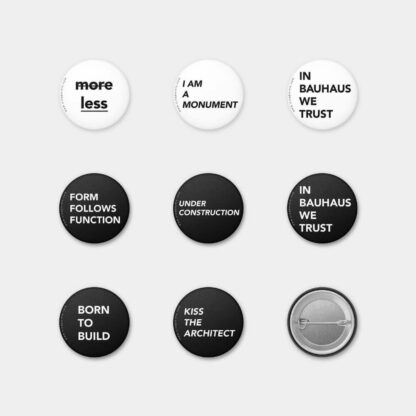 more
less
I AM
A
MONUMENT
IN
BAUHAUS
WE
TRUST
FORM
FOLLOWS
FUNCTION
UNDER
CONSTRUCTION
IN
BAUHAUS
WE
TRUST
BORN
TO
BUILD
KISS
THE
ARCHITECT